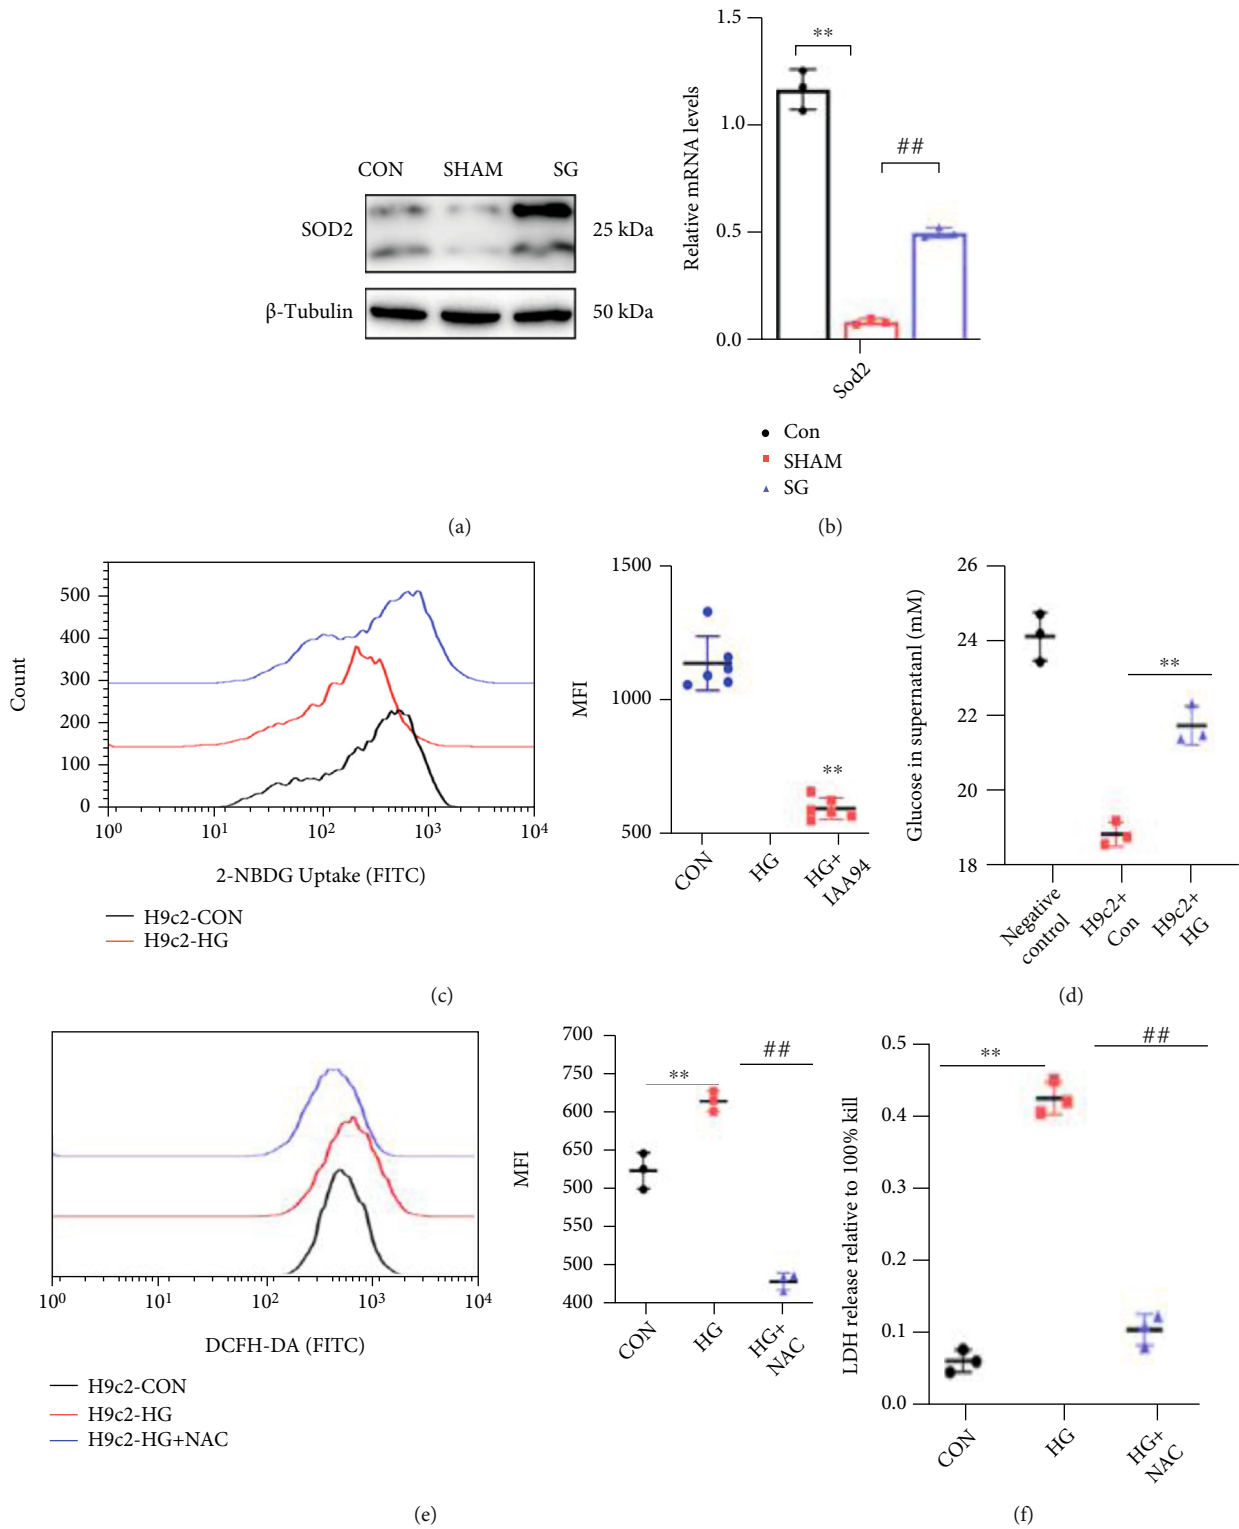 CON SHAM SG
SOD2
25 kDa
β-Tubulin
50 kDa
(a)
Relative mRNA levels
1.5
1.0
0.5
0.0
**
##
Sod2
Con
SHAM
SG
(b)
Count
500
400
300
200
100
0
10⁰ 10¹ 10² 10³ 10⁴
2-NBDG Uptake (FITC)
H9c2-CON
H9c2-HG
MFI
1500
1000
500
**
CON
HG
HG+
IAA94
(c)
Glucose in supernatanl (mM)
26
24
22
20
18
**
Negative
control
H9c2+
Con
H9c2+
HG
(d)
10⁰ 10¹ 10² 10³ 10⁴
DCFH-DA (FITC)
H9c2-CON
H9c2-HG
H9c2-HG+NAC
MFI
700
750
600
650
500
550
500
400
**
##
CON
HG
HG+
NAC
(e)
LDH release relative to 100% kill
0.5
0.4
0.3
0.2
0.1
0.0
**
##
CON
HG
HG+
NAC
(f)